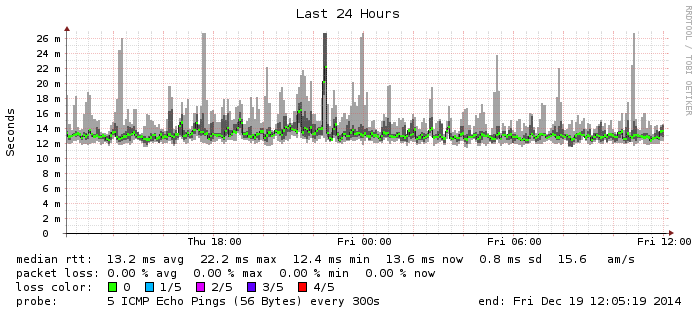 Last 24 Hours
RRDTOOL / TOBI OETIKER
Seconds
26 m
24 m
22 m
20 m
18 m
16 m
14 m
12 m
10 m
8 m
6 m
4 m
2 m
0
Thu 18:00 Fri 00:00 Fri 06:00 Fri 12:00
median rtt: 13.2 ms avg 22.2 ms max 12.4 ms min 13.6 ms now 0.8 ms sd 15.6 am/s
packet loss: 0.00 % avg 0.00 % max 0.00 % min 0.00 % now
loss color: 0 1/5 2/5 3/5 4/5
probe: 5 ICMP Echo Pings (56 Bytes) every 300s end: Fri Dec 19 12:05:19 2014